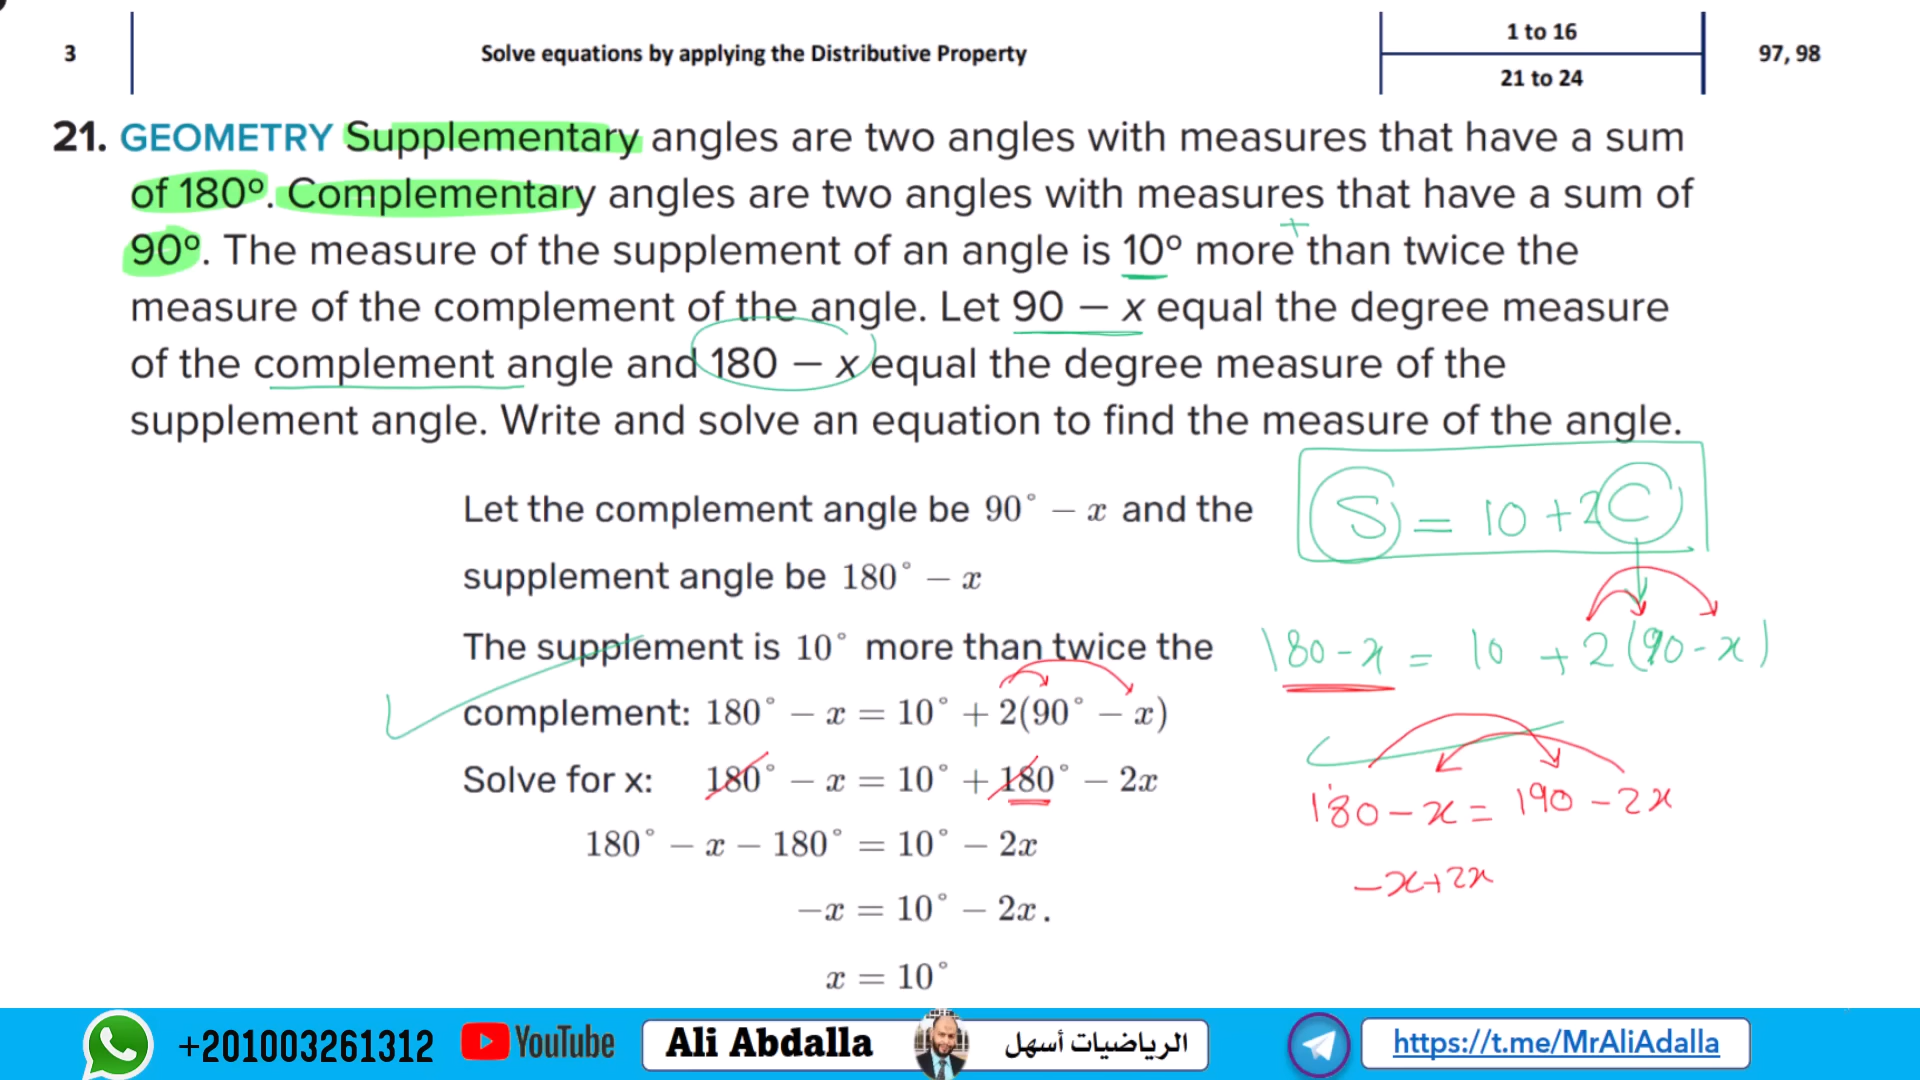 3
Solve equations by applying the Distributive Property
1 to 16
21 to 24
97, 98
21. GEOMETRY Supplementary angles are two angles with measures that have a sum
of 180º. Complementary angles are two angles with measures that have a sum of
+
90º. The measure of the supplement of an angle is 10º more than twice the
measure of the complement of the angle. Let 90 − x equal the degree measure
of the complement angle and 180 − x equal the degree measure of the
supplement angle. Write and solve an equation to find the measure of the angle.
Let the complement angle be 90° − x and the
supplement angle be 180° − x
The supplement is 10° more than twice the
complement: 180° − x = 10° + 2(90° − x)
Solve for x: 180° − x = 10° + 180° − 2x
180° − x − 180° = 10° − 2x
−x = 10° − 2x.
x = 10°
S = 10 + 2C
180 - x = 10 + 2(90 - x)
180 - x = 190 - 2x
-x+2x
+201003261312
YouTube
Ali Abdalla
الرياضيات أسهل
https://t.me/MrAliAdalla